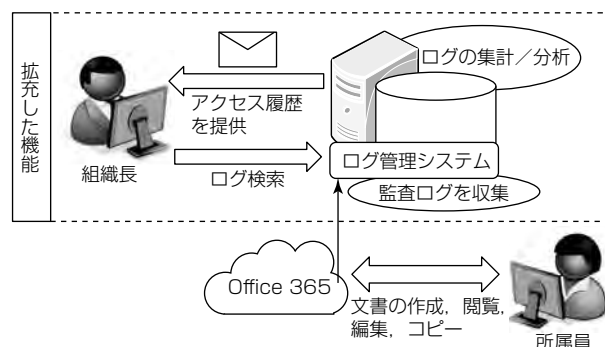 拡充した機能
ログの集計／分析
アクセス履歴
を提供
ログ管理システム
組織長
ログ検索
監査ログを収集
Office 365
文書の作成，閲覧，
編集，コピー
所属員